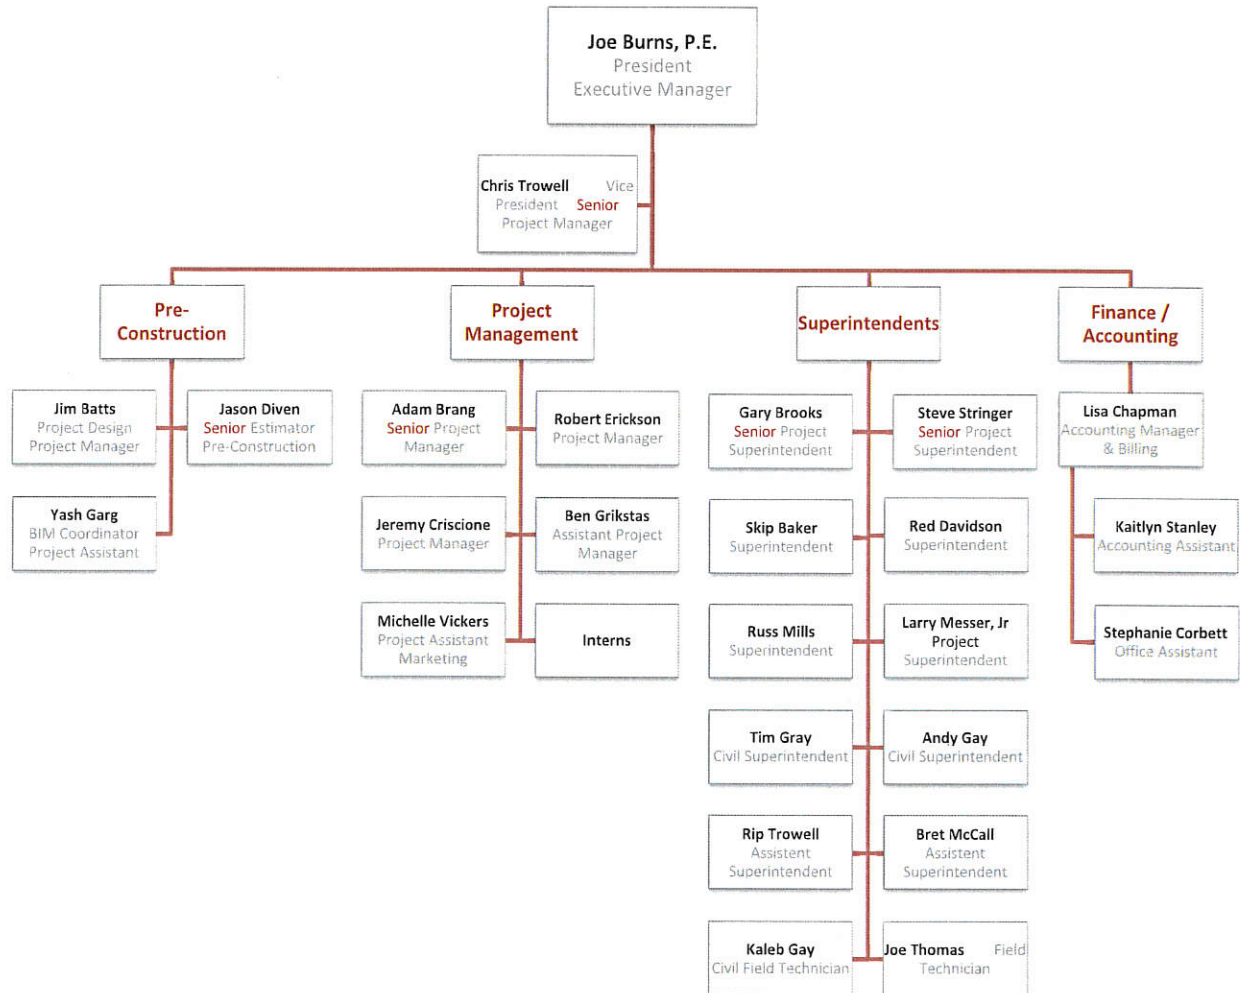 Joe Burns, P.E.
President
Executive Manager
Chris Trowell Vice
President Senior
Project Manager
Pre-
Construction
Project
Management
Superintendents
Finance /
Accounting
Jim Batts
Project Design
Project Manager
Jason Diven
Senior Estimator
Pre-Construction
Yash Garg
BIM Coordinator
Project Assistant
Adam Brang
Senior Project
Manager
Robert Erickson
Project Manager
Jeremy Criscione
Project Manager
Ben Grikstas
Assistant Project
Manager
Michelle Vickers
Project Assistant
Marketing
Interns
Gary Brooks
Senior Project
Superintendent
Steve Stringer
Senior Project
Superintendent
Skip Baker
Superintendent
Red Davidson
Superintendent
Russ Mills
Superintendent
Larry Messer, Jr
Project
Superintendent
Tim Gray
Civil Superintendent
Andy Gay
Civil Superintendent
Rip Trowell
Assistent
Superintendent
Bret McCall
Assistent
Superintendent
Kaleb Gay
Civil Field Technician
Joe Thomas Field
Technician
Lisa Chapman
Accounting Manager
& Billing
Kaitlyn Stanley
Accounting Assistant
Stephanie Corbett
Office Assistant